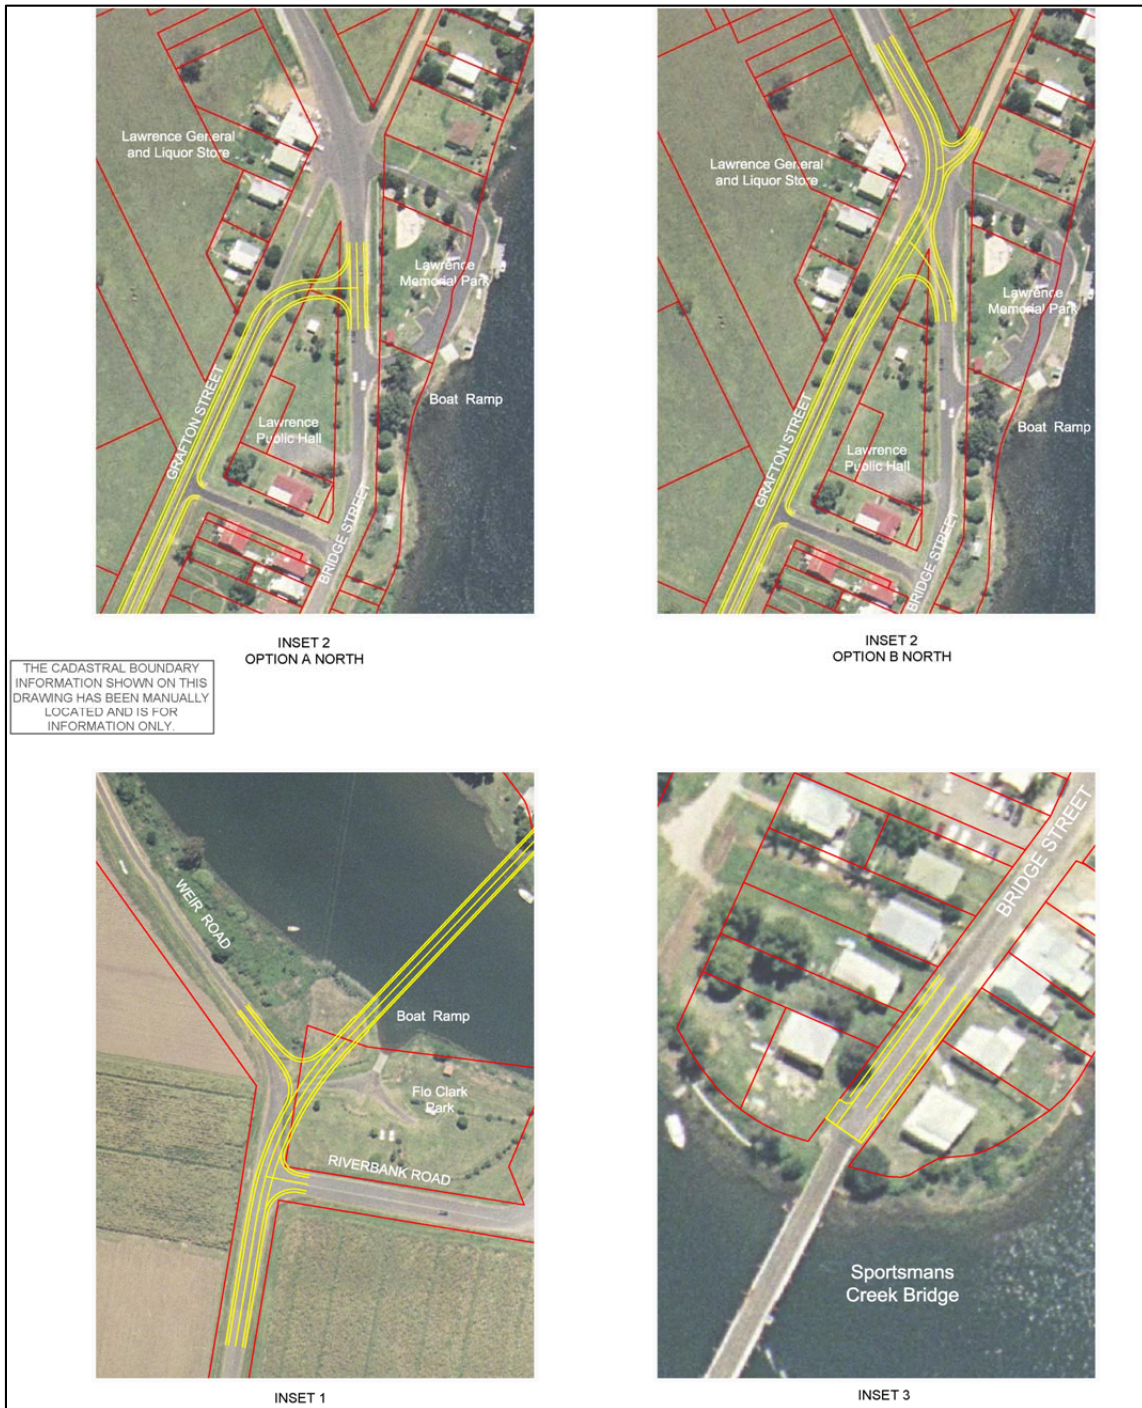 Lawrence General
and Liquor Store
Lawrence
Memorial Park
GRAFTON STREET
Boat Ramp
Lawrence
Public Hall
BRIDGE STREET
INSET 2
OPTION A NORTH
Lawrence General
and Liquor Store
Lawrence
Memorial Park
GRAFTON STREET
Boat Ramp
Lawrence
Public Hall
BRIDGE STREET
INSET 2
OPTION B NORTH
THE CADASTRAL BOUNDARY
INFORMATION SHOWN ON THIS
DRAWING HAS BEEN MANUALLY
LOCATED AND IS FOR
INFORMATION ONLY.
WEIR ROAD
Boat Ramp
Flo Clark
Park
RIVERBANK ROAD
INSET 1
BRIDGE STREET
Sportsmans
Creek Bridge
INSET 3